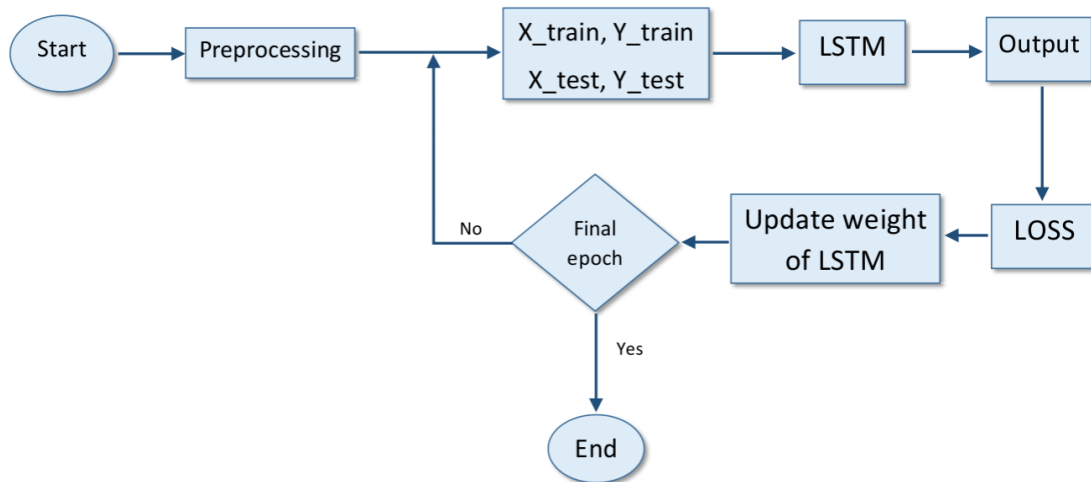 Start
Preprocessing
X_train, Y_train
X_test, Y_test
LSTM
Output
LOSS
Update weight
of LSTM
Final
epoch
No
Yes
End